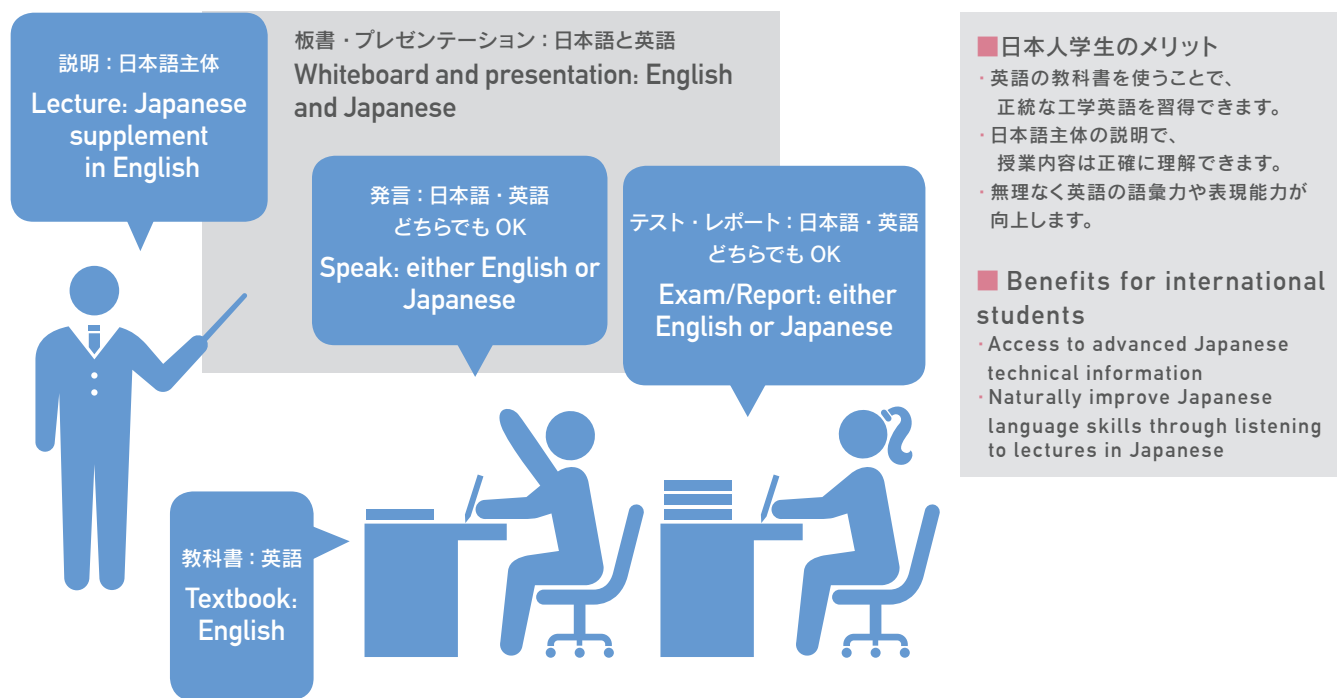 説明：日本語主体
Lecture: Japanese
supplement
in English
板書・プレゼンテーション：日本語と英語
Whiteboard and presentation: English
and Japanese
発言：日本語・英語
どちらでも OK
Speak: either English or
Japanese
テスト・レポート：日本語・英語
どちらでも OK
Exam/Report: either
English or Japanese
教科書：英語
Textbook:
English
■日本人学生のメリット
・英語の教科書を使うことで、
正統な工学英語を習得できます。
・日本語主体の説明で、
授業内容は正確に理解できます。
・無理なく英語の語彙力や表現能力が
向上します。
■ Benefits for international
students
・Access to advanced Japanese
technical information
・Naturally improve Japanese
language skills through listening
to lectures in Japanese